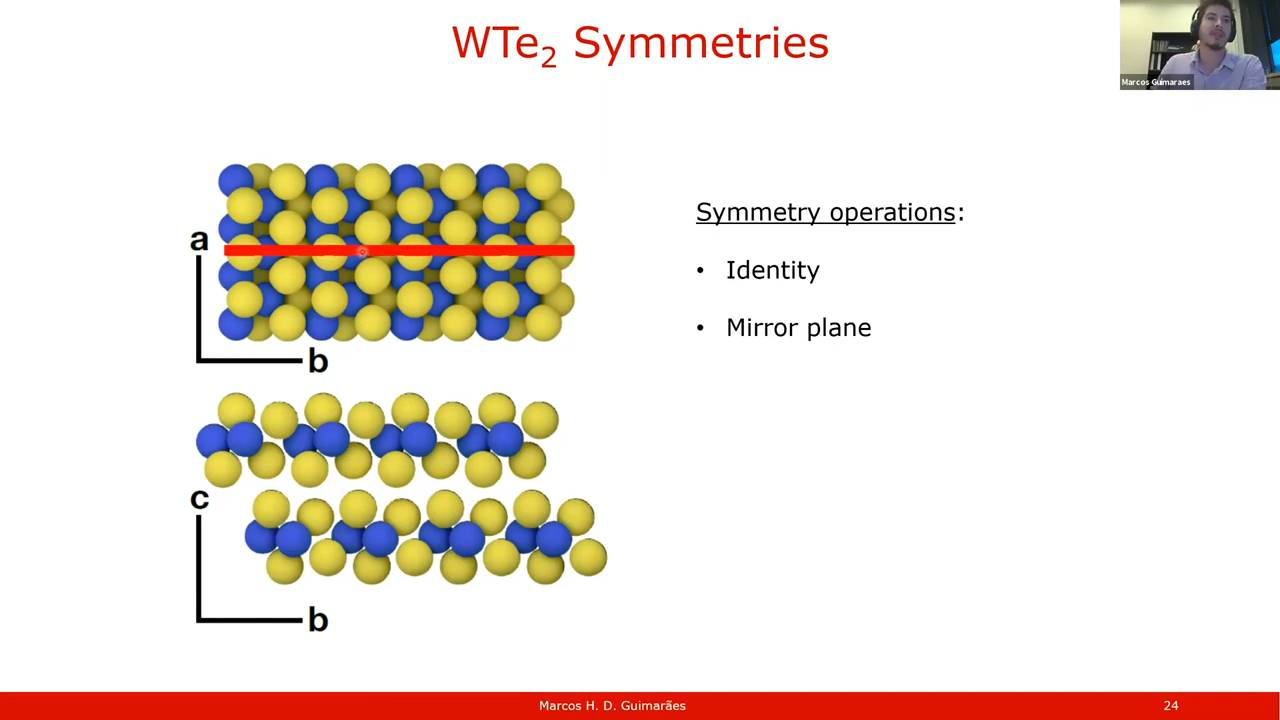 WTe₂ Symmetries
Marcos Guimaraes
a
b
Symmetry operations:
• Identity
• Mirror plane
c
b
Marcos H. D. Guimarães
24